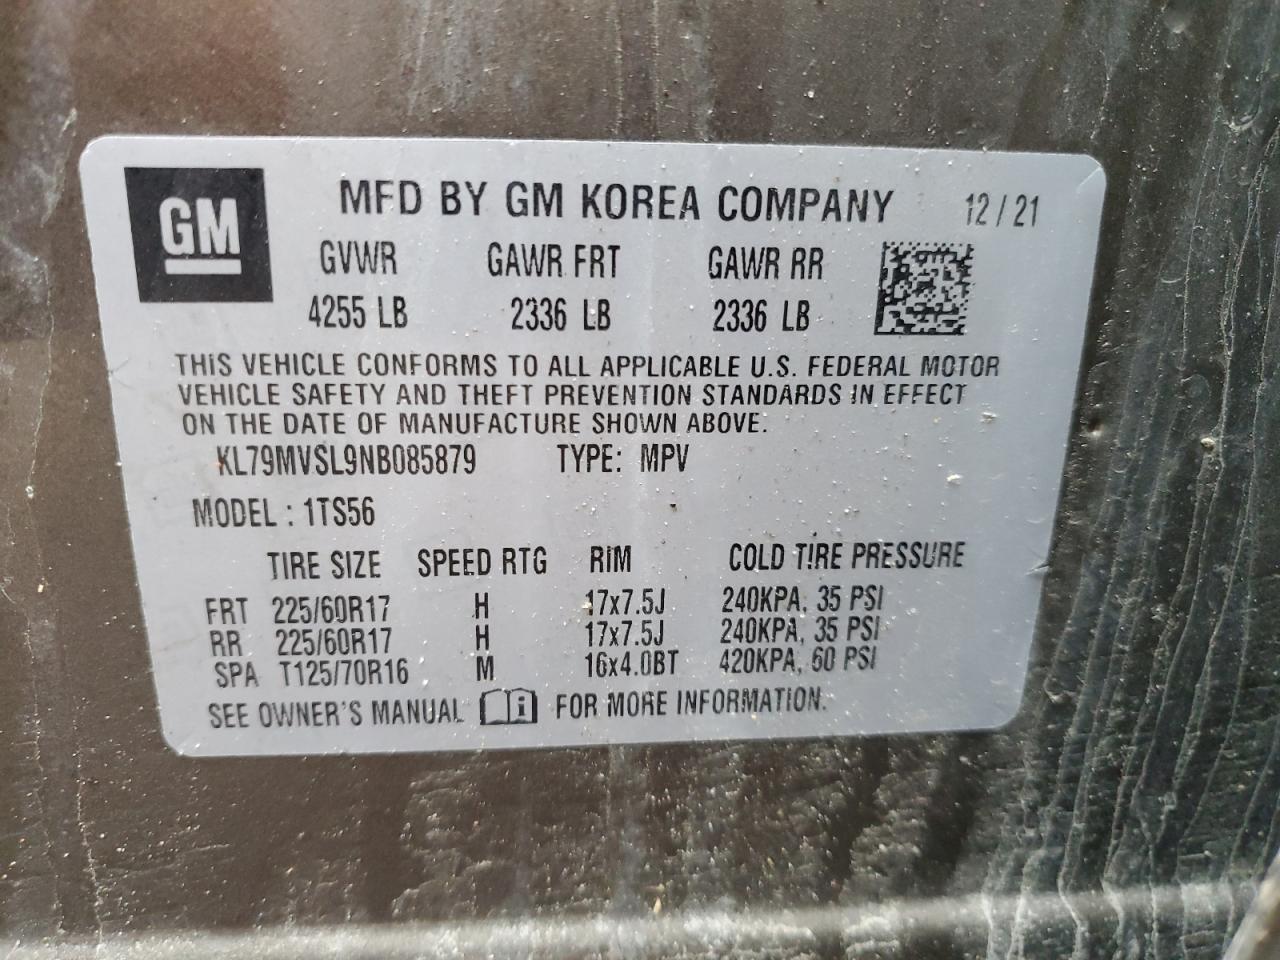 GM
MFD BY GM KOREA COMPANY 12/21
GVWR GAWR FRT GAWR RR
4255 LB 2336 LB 2336 LB
THIS VEHICLE CONFORMS TO ALL APPLICABLE U.S. FEDERAL MOTOR
VEHICLE SAFETY AND THEFT PREVENTION STANDARDS IN EFFECT
ON THE DATE OF MANUFACTURE SHOWN ABOVE.
KL79MVSL9NB085879 TYPE: MPV
MODEL : 1TS56
TIRE SIZE SPEED RTG RIM COLD TIRE PRESSURE
FRT 225/60R17 H 17x7.5J 240KPA, 35 PSI
RR 225/60R17 H 17x7.5J 240KPA, 35 PSI
SPA T125/70R16 M 16x4.0BT 420KPA, 60 PSI
SEE OWNER'S MANUAL i FOR MORE INFORMATION.